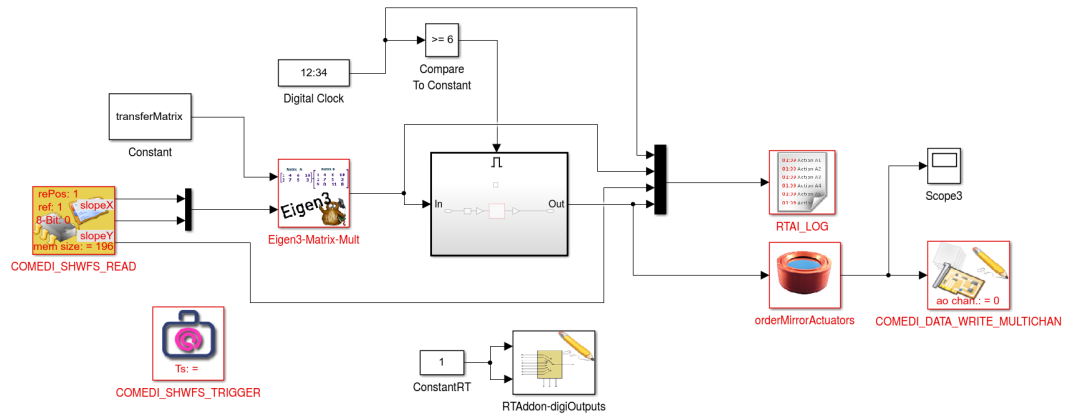 >= 6
Compare
To Constant
12:34
Digital Clock
transferMatrix
Constant
rePos: 1
ref: 1
slopeX
8-Bit: 0
slopeY
mem size: = 196
COMEDI_SHWFS_READ
Eigen3
Eigen3-Matrix-Mult
In
Out
RTAI_LOG
Scope3
orderMirrorActuators
ao chan.: = 0
COMEDI_DATA_WRITE_MULTICHAN
Ts: =
COMEDI_SHWFS_TRIGGER
1
ConstantRT
RTAddon-digiOutputs